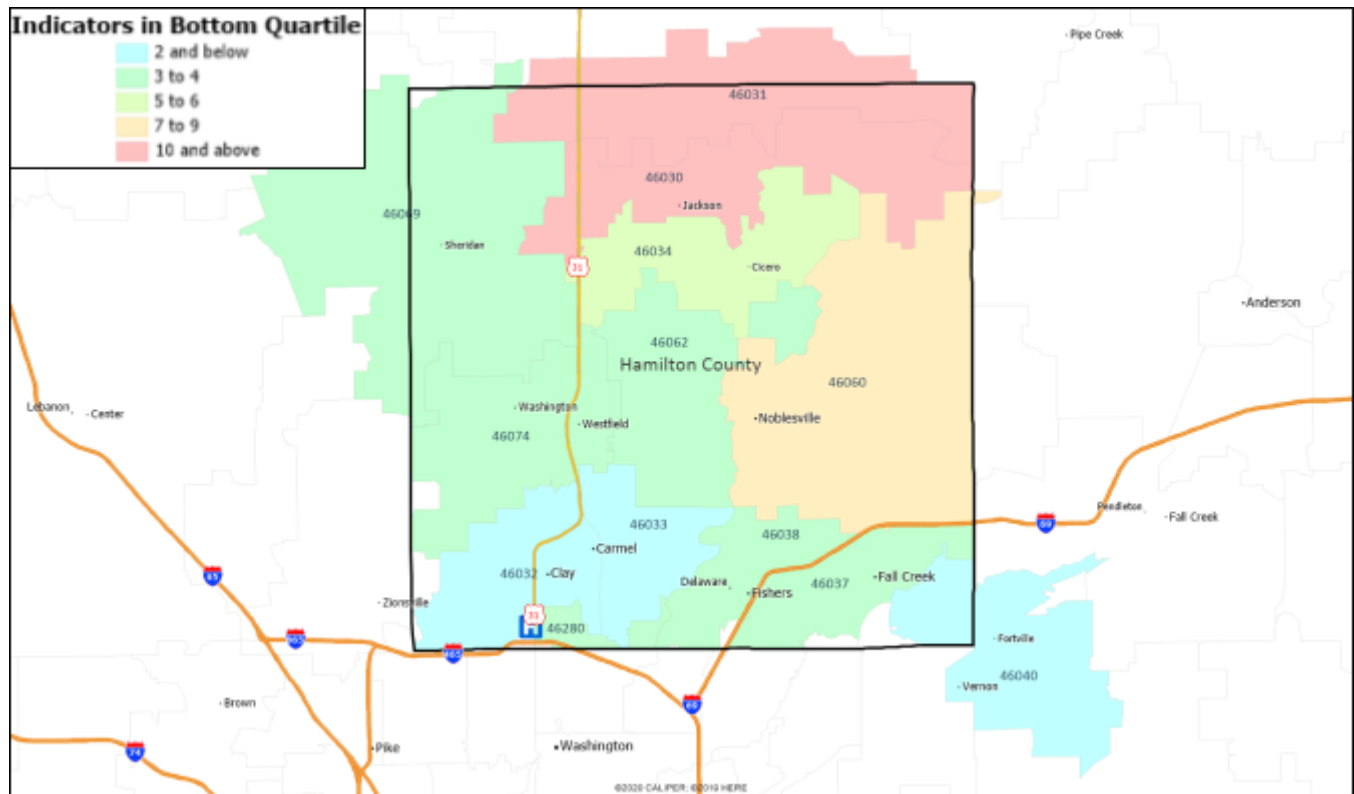 Indicators in Bottom Quartile
2 and below
3 to 4
5 to 6
7 to 9
10 and above
Pipe Creek
46031
46030
Jackson
46069
Sheridan
46034
31
Cicero
Anderson
46062
Hamilton County
46060
Lebanon
Center
Washington
Westfield
Noblesville
46074
Pendleton
Fall Creek
69
46033
46038
Carmel
46032
Clay
Delaware
46037
Fall Creek
Fishers
65
Zionsville
31
H
46280
465
865
Fortville
46040
Vernon
69
Brown
74
Pike
Washington
©2020 CALIPER; ©2019 HERE